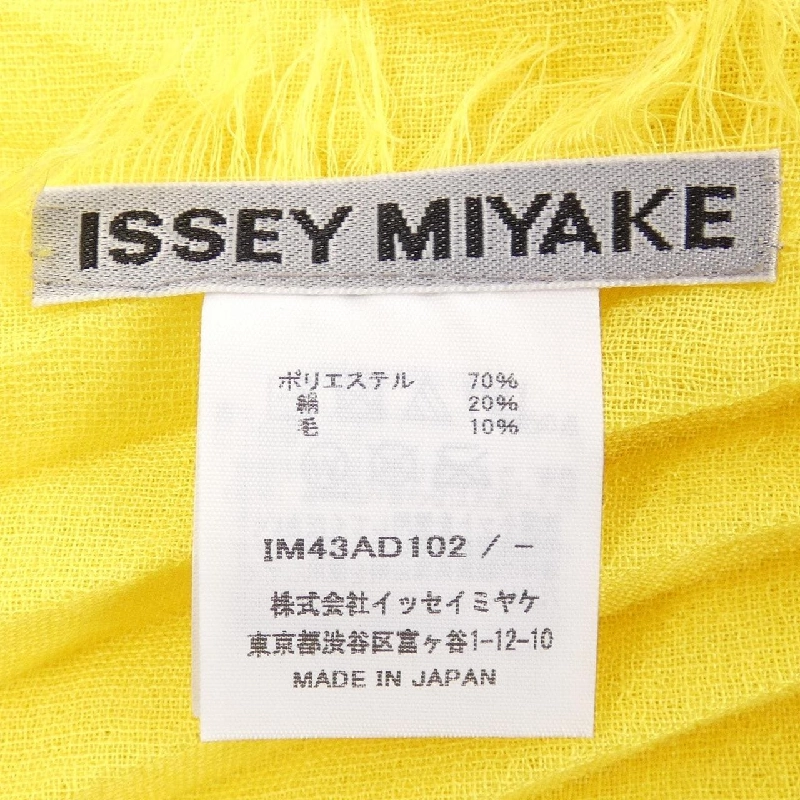 ISSEY MIYAKE
ポリエステル 70%
絹 20%
毛 10%
IM43AD102 / -
株式会社イッセイミヤケ
東京都渋谷区富ヶ谷1-12-10
MADE IN JAPAN